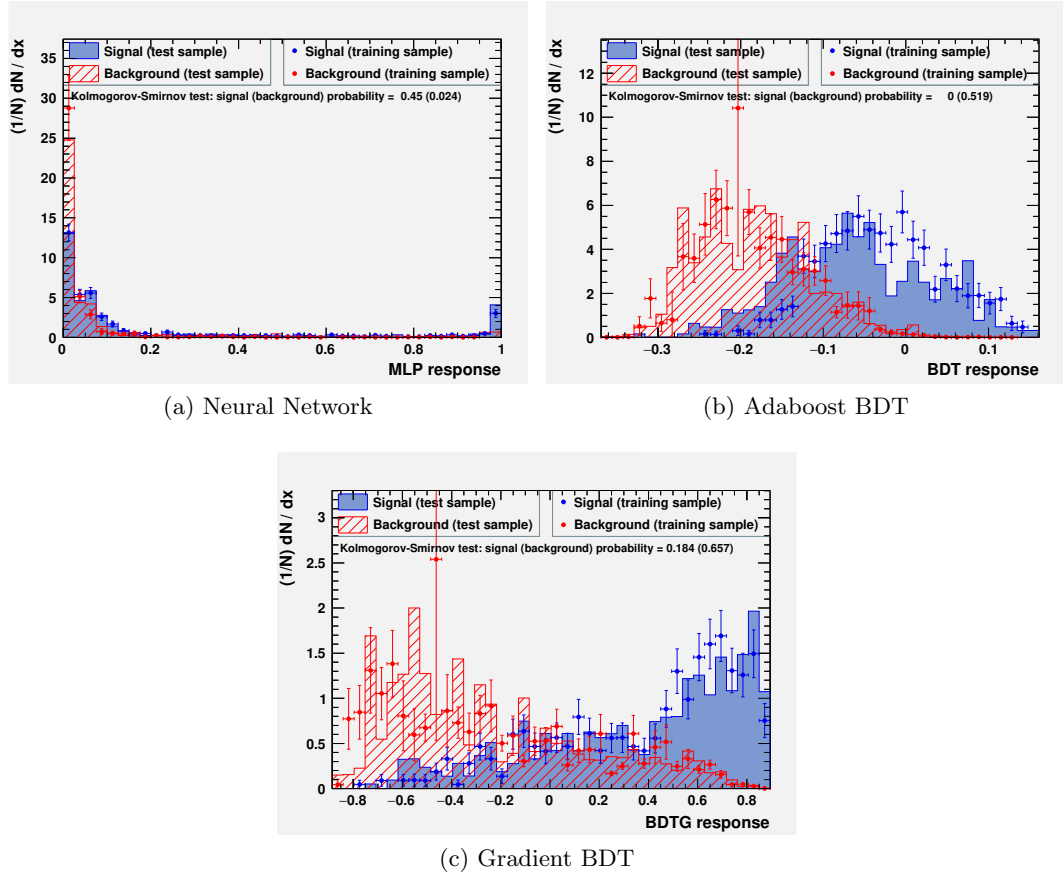 (1/N) dN / dx
Signal (test sample)
Background (test sample)
Signal (training sample)
Background (training sample)
Kolmogorov-Smirnov test: signal (background) probability = 0.45 (0.024)
35
30
25
20
15
10
5
0
0 0.2 0.4 0.6 0.8 1
MLP response
(a) Neural Network
(1/N) dN / dx
Signal (test sample)
Background (test sample)
Signal (training sample)
Background (training sample)
Kolmogorov-Smirnov test: signal (background) probability = 0 (0.519)
12
10
8
6
4
2
0
−0.3 −0.2 −0.1 0 0.1
BDT response
(b) Adaboost BDT
(1/N) dN / dx
Signal (test sample)
Background (test sample)
Signal (training sample)
Background (training sample)
Kolmogorov-Smirnov test: signal (background) probability = 0.184 (0.657)
3
2.5
2
1.5
1
0.5
0
−0.8 −0.6 −0.4 −0.2 0 0.2 0.4 0.6 0.8
BDTG response
(c) Gradient BDT